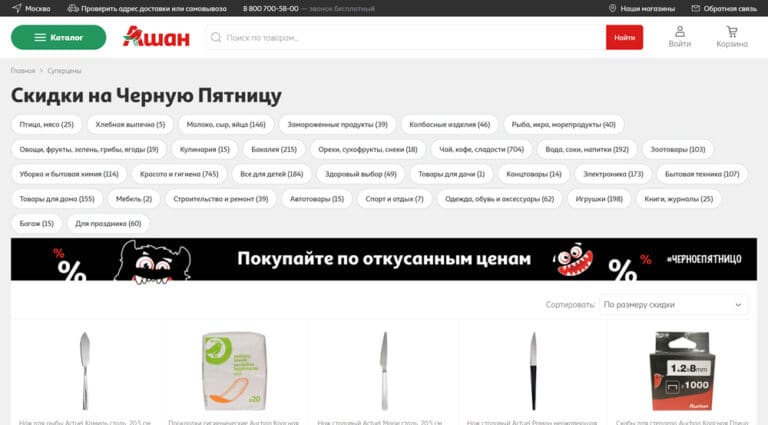 Москва Проверить адрес доставки или самовывоза 8 800 700-58-00 — звонок бесплатный Наши магазины Обратная связь
Каталог Ашан Поиск по товарам... Найти Войти Корзина
Главная > Суперцены
Скидки на Черную Пятницу
Птица, мясо (25) Хлебная выпечка (5) Молоко, сыр, яйца (146) Замороженные продукты (39) Колбасные изделия (46) Рыба, икра, морепродукты (40)
Овощи, фрукты, зелень, грибы, ягоды (19) Кулинария (15) Бакалея (215) Орехи, сухофрукты, снеки (18) Чай, кофе, сладости (704) Вода, соки, напитки (192) Зоотовары (103)
Уборка и бытовая химия (114) Красота и гигиена (745) Все для детей (184) Здоровый выбор (49) Товары для дачи (1) Канцтовары (14) Электроника (173) Бытовая техника (107)
Товары для дома (155) Мебель (2) Строительство и ремонт (39) Автотовары (15) Спорт и отдых (7) Одежда, обувь и аксессуары (62) Игрушки (198) Книги, журналы (25)
Багаж (15) Для праздника (60)
% % Покупайте по откусанным ценам % % #ЧЕРНОЕПЯТНИЦО
Сортировать: По размеру скидки
x20
1.2x8mm
x1000
Auchan
Нож для рыбы Actuel Камель сталь, 20,5 см Прокладки гигиенические Auchan Красная Нож столовый Actuel Мари сталь, 20,5 см Нож столовый Actuel Роман нержавеющая Скобы для степлера Auchan Красная Птица